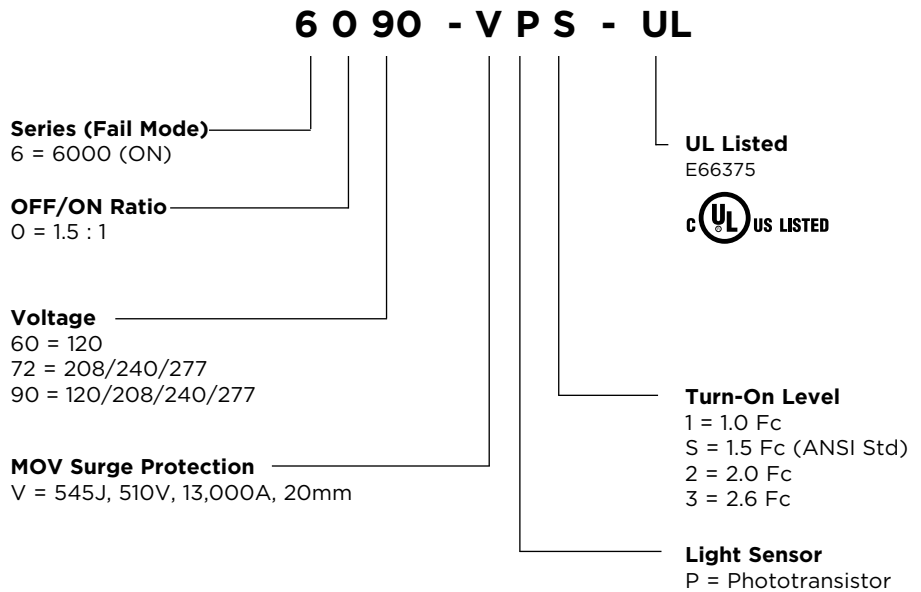 6 0 90 - V P S - UL
Series (Fail Mode)
6 = 6000 (ON)
OFF/ON Ratio
0 = 1.5 : 1
Voltage
60 = 120
72 = 208/240/277
90 = 120/208/240/277
MOV Surge Protection
V = 545J, 510V, 13,000A, 20mm
UL Listed
E66375
C UL ® US LISTED
Turn-On Level
1 = 1.0 Fc
S = 1.5 Fc (ANSI Std)
2 = 2.0 Fc
3 = 2.6 Fc
Light Sensor
P = Phototransistor